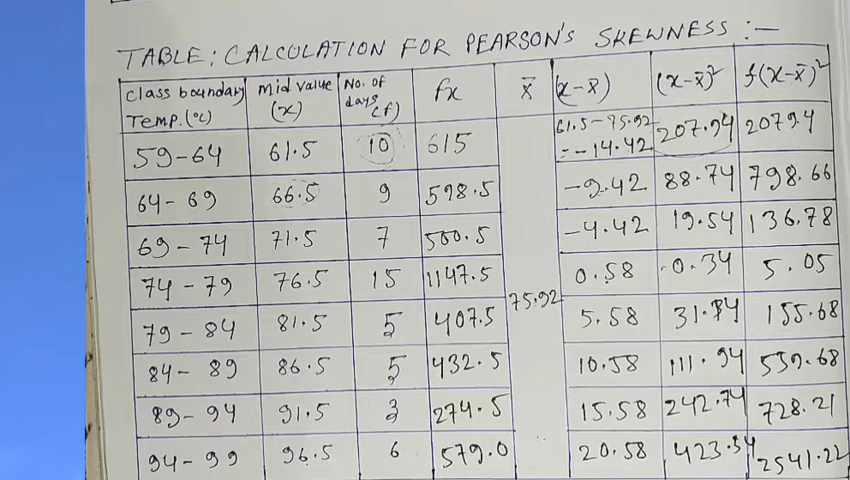 TABLE: CALCULATION FOR PEARSON'S SKEWNESS :—
Class boundary Temp.(°C) | Mid value (x) | No. of days (f) | fx | x̄ | (x-x̄) | (x-x̄)² | f(x-x̄)²
59-64 | 61.5 | 10 | 615 | 61.5-75.92 =-14.42 | 207.94 | 2079.4
64-69 | 66.5 | 9 | 598.5 | -9.42 | 88.74 | 798.66
69-74 | 71.5 | 7 | 500.5 | -4.42 | 19.54 | 136.78
74-79 | 76.5 | 15 | 1147.5 | 75.92 | 0.58 | 0.34 | 5.05
79-84 | 81.5 | 5 | 407.5 | 5.58 | 31.14 | 155.68
84-89 | 86.5 | 5 | 432.5 | 10.58 | 111.94 | 559.68
89-94 | 91.5 | 3 | 274.5 | 15.58 | 242.74 | 728.21
94-99 | 96.5 | 6 | 579.0 | 20.58 | 423.54 | 2541.22